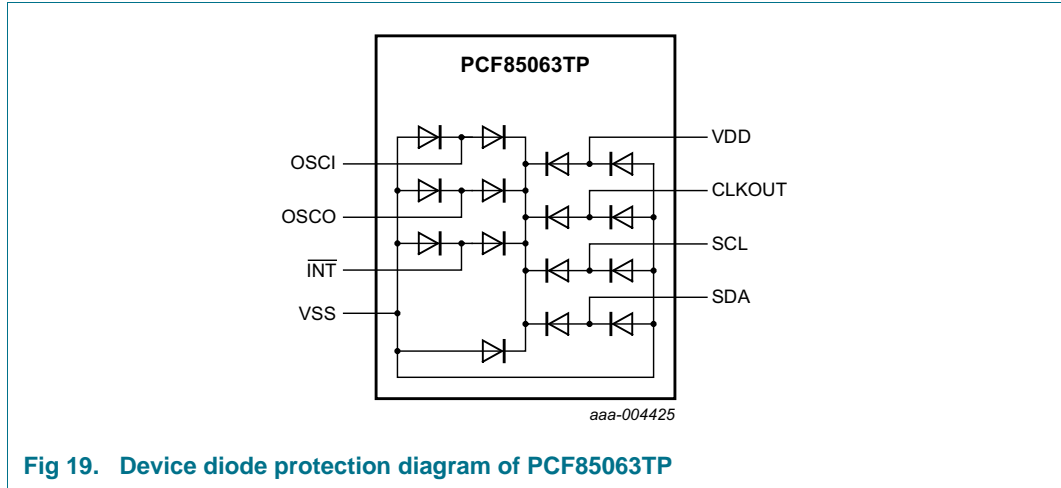 PCF85063TP
OSCI
OSCO
INT
VSS
VDD
CLKOUT
SCL
SDA
aaa-004425
Fig 19. Device diode protection diagram of PCF85063TP